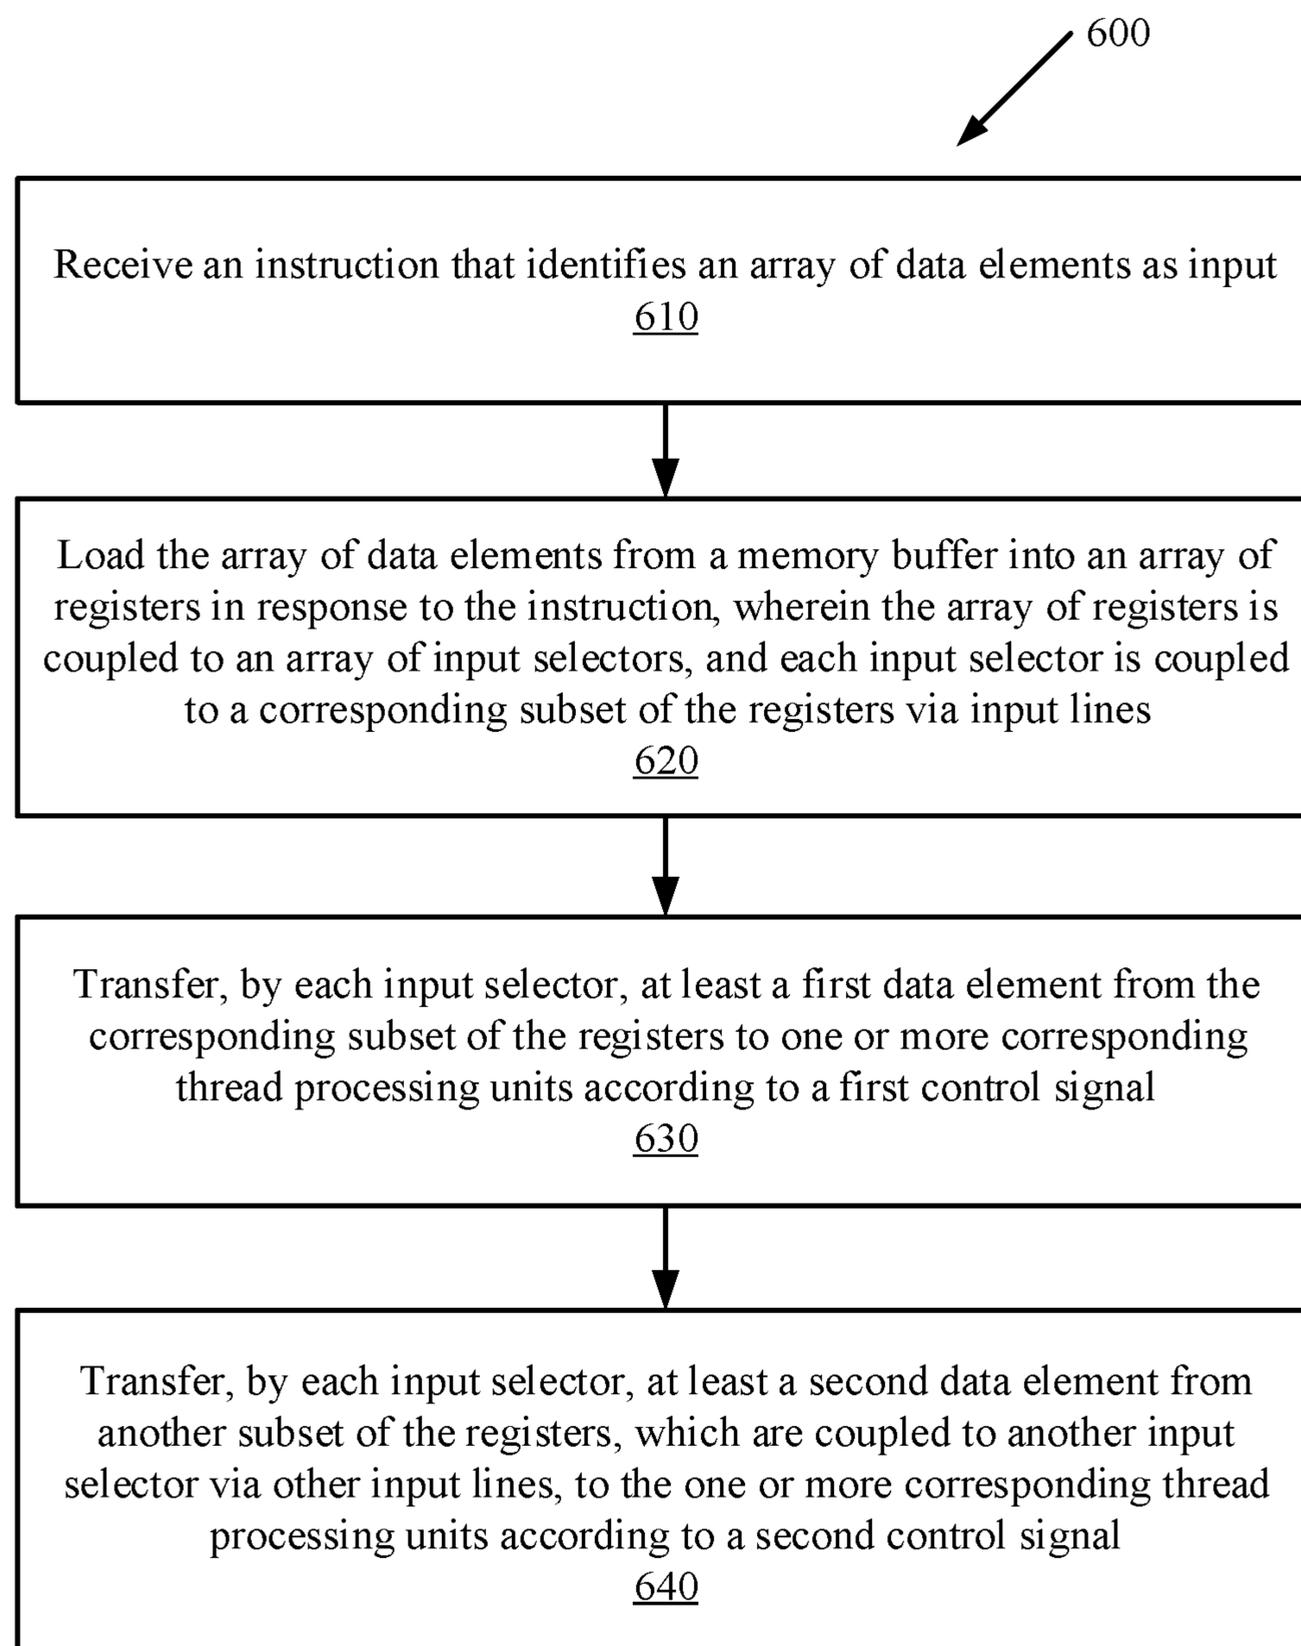 600
Receive an instruction that identifies an array of data elements as input
610
Load the array of data elements from a memory buffer into an array of
registers in response to the instruction, wherein the array of registers is
coupled to an array of input selectors, and each input selector is coupled
to a corresponding subset of the registers via input lines
620
Transfer, by each input selector, at least a first data element from the
corresponding subset of the registers to one or more corresponding
thread processing units according to a first control signal
630
Transfer, by each input selector, at least a second data element from
another subset of the registers, which are coupled to another input
selector via other input lines, to the one or more corresponding thread
processing units according to a second control signal
640